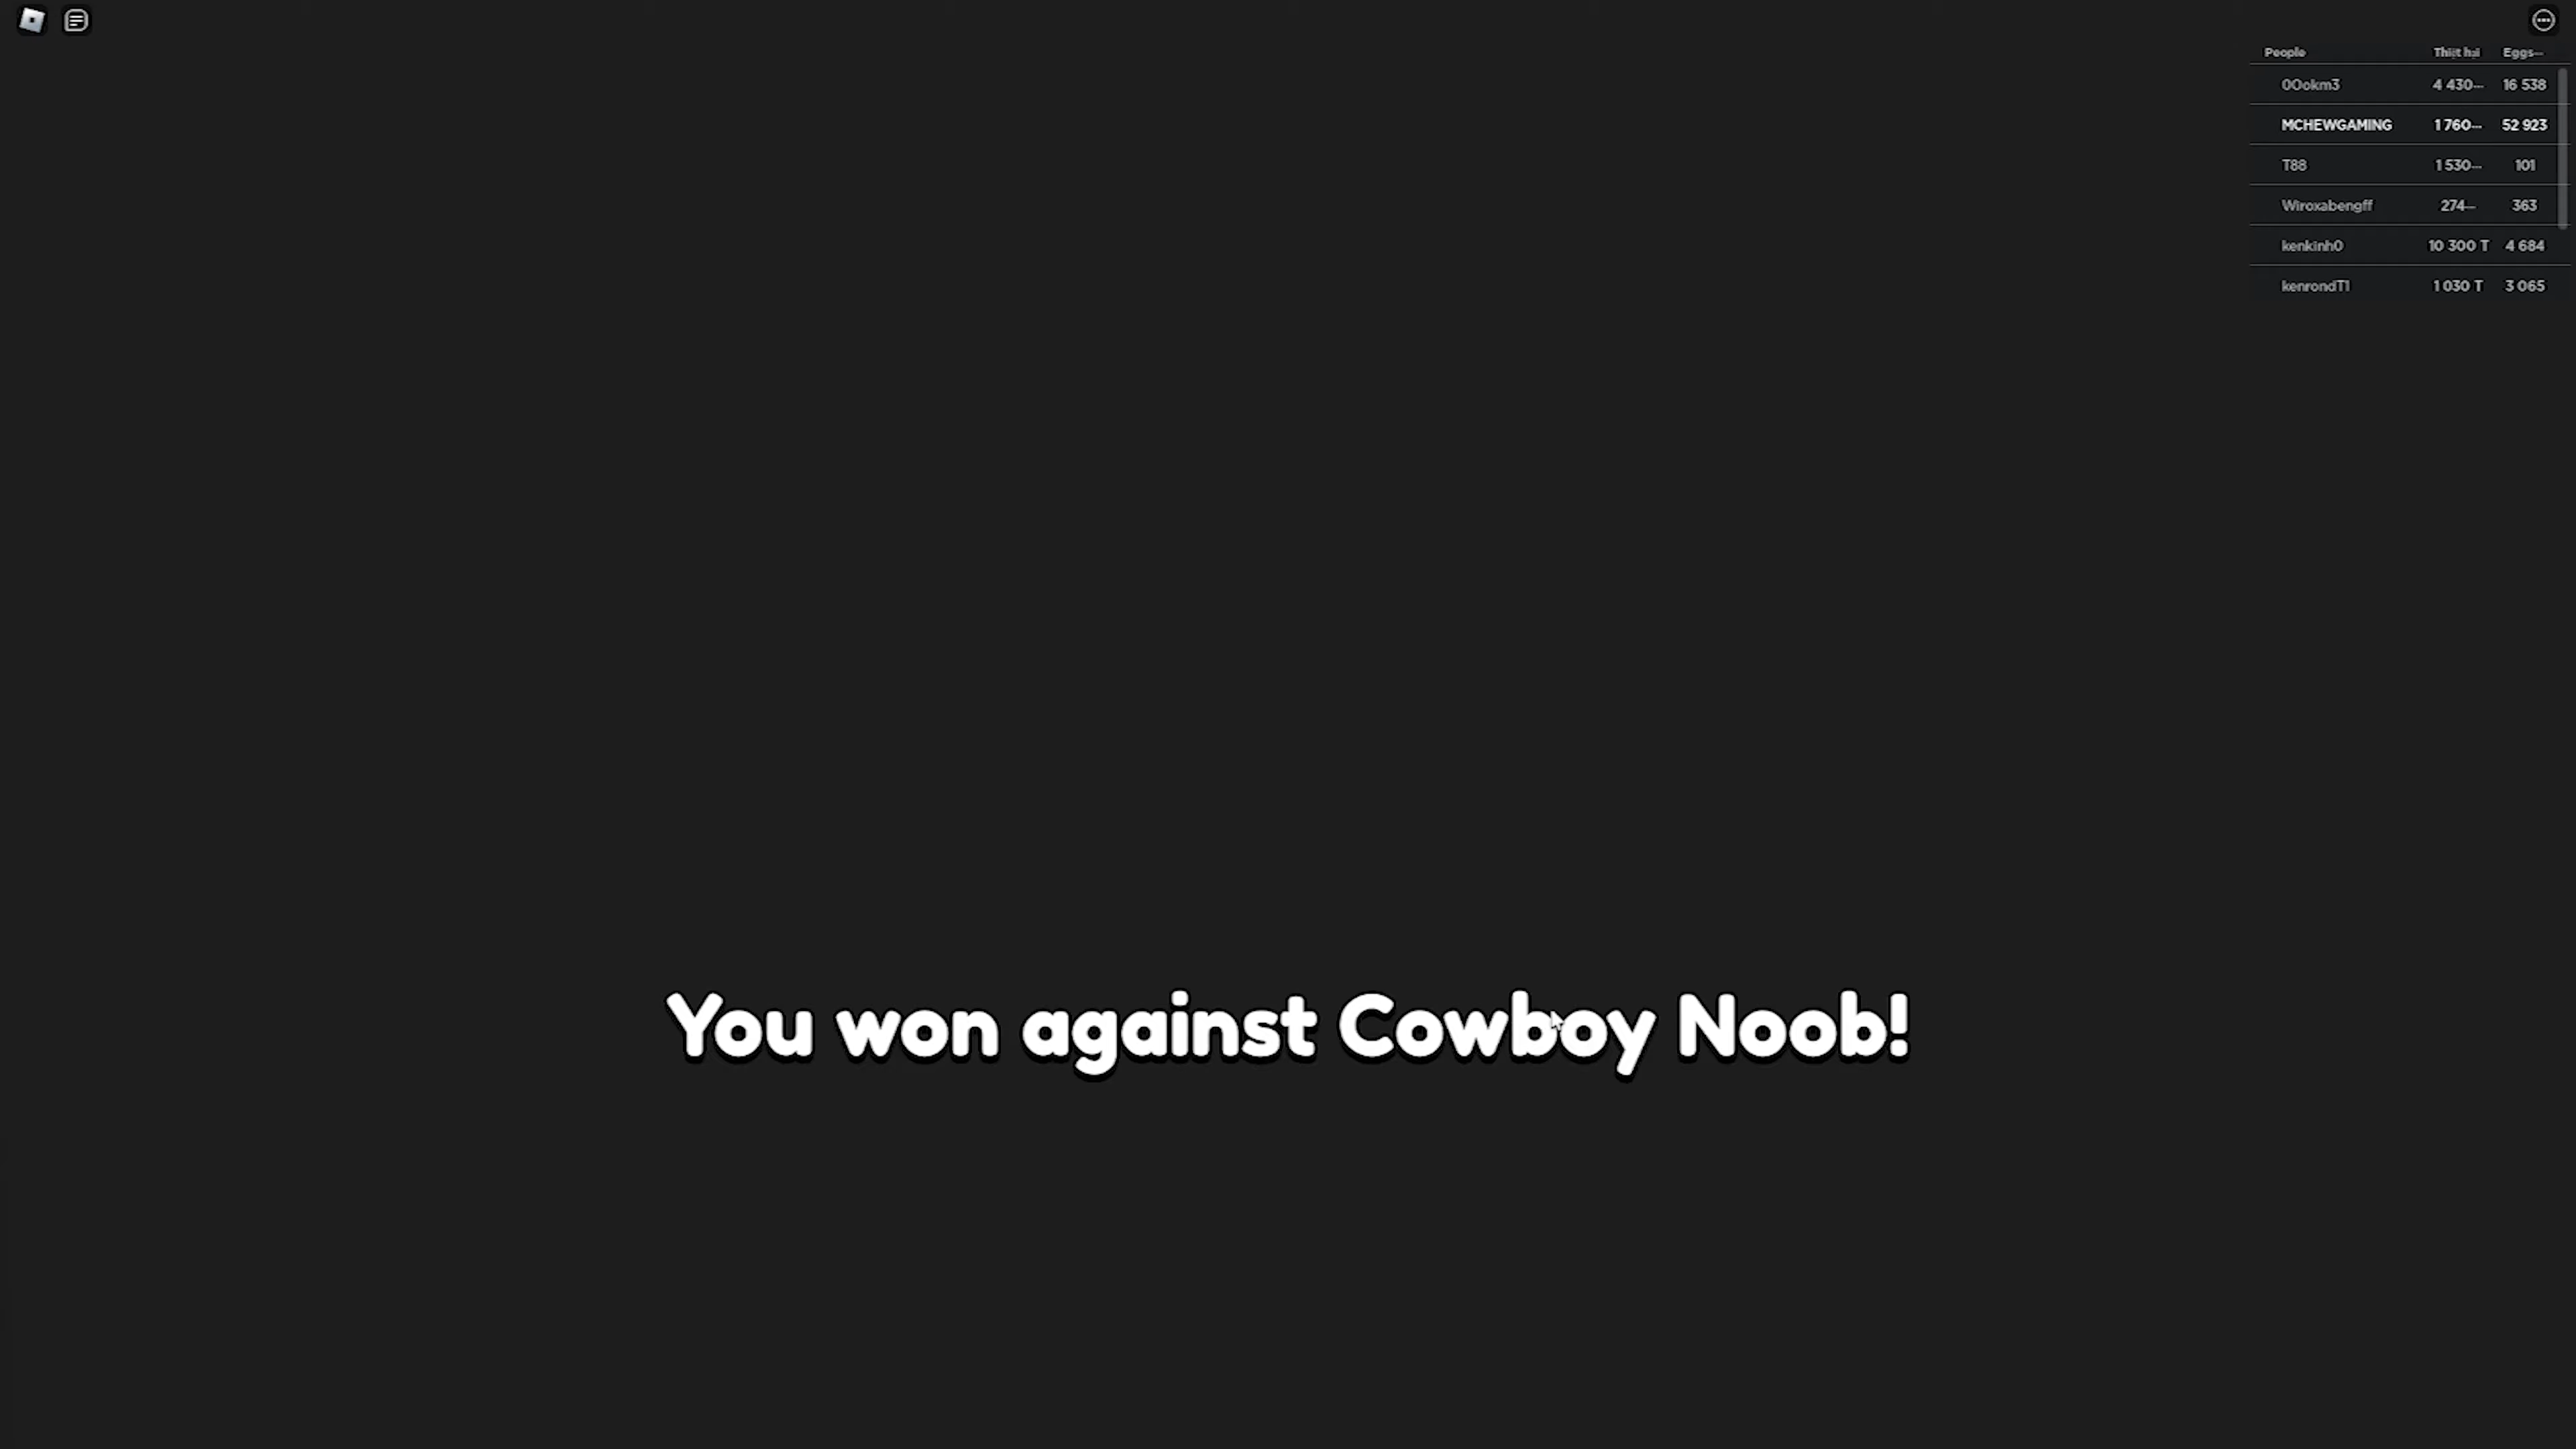 People Thiệt hại Eggs...
0Ookm3 4 430... 16 538
MCHEWGAMING 1 760... 52 923
T88 1 530... 101
Wiroxabengff 274... 363
kenkinh0 10 300 T 4 684
kenrondT1 1 030 T 3 065
You won against Cowboy Noob!